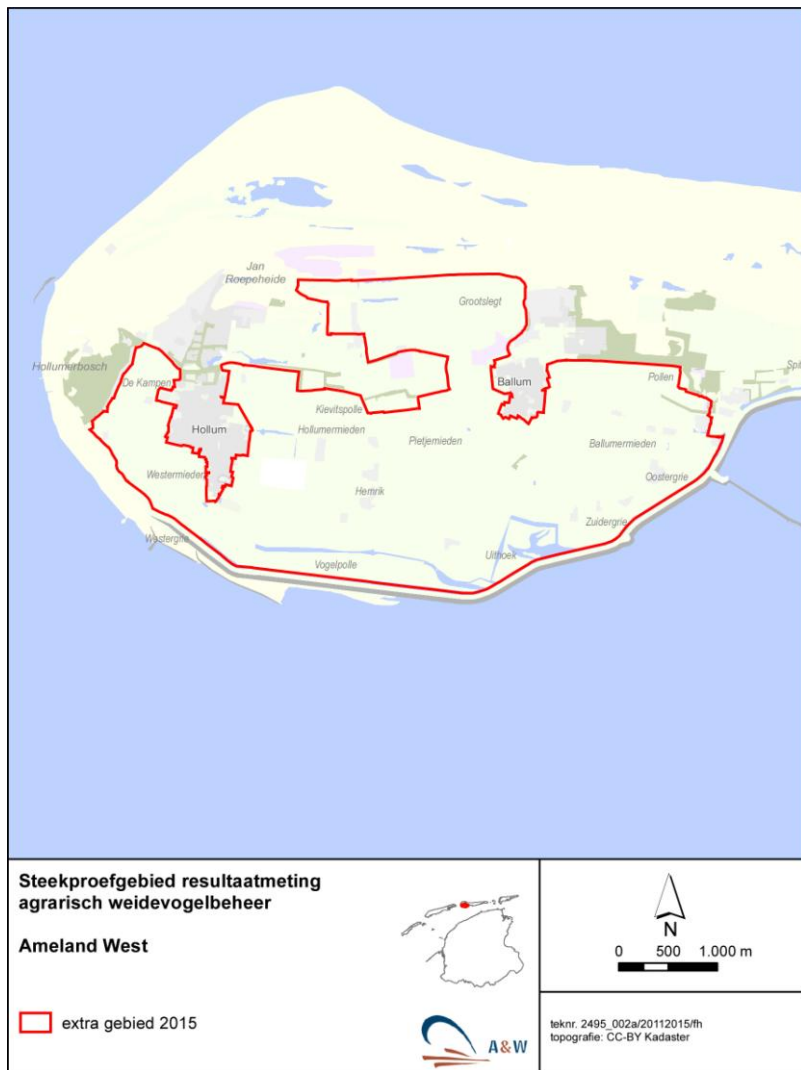 Jan
Roepeheide
Grootslegt
Hollumerbosch
De Kampen
Ballum
Pollen
Kievitspolle
Hollum
Hollumermieden
Pietjemieden
Ballumermieden
Westermieden
Hemrik
Oostergrie
Zuidergrie
Westergrie
Vogelpolle
Uithoek
Steekproefgebied resultaatmeting
agrarisch weidevogelbeheer
Ameland West
extra gebied 2015
A&W
N
0 500 1.000 m
teknr. 2495_002a/20112015/fh
topografie: CC-BY Kadaster